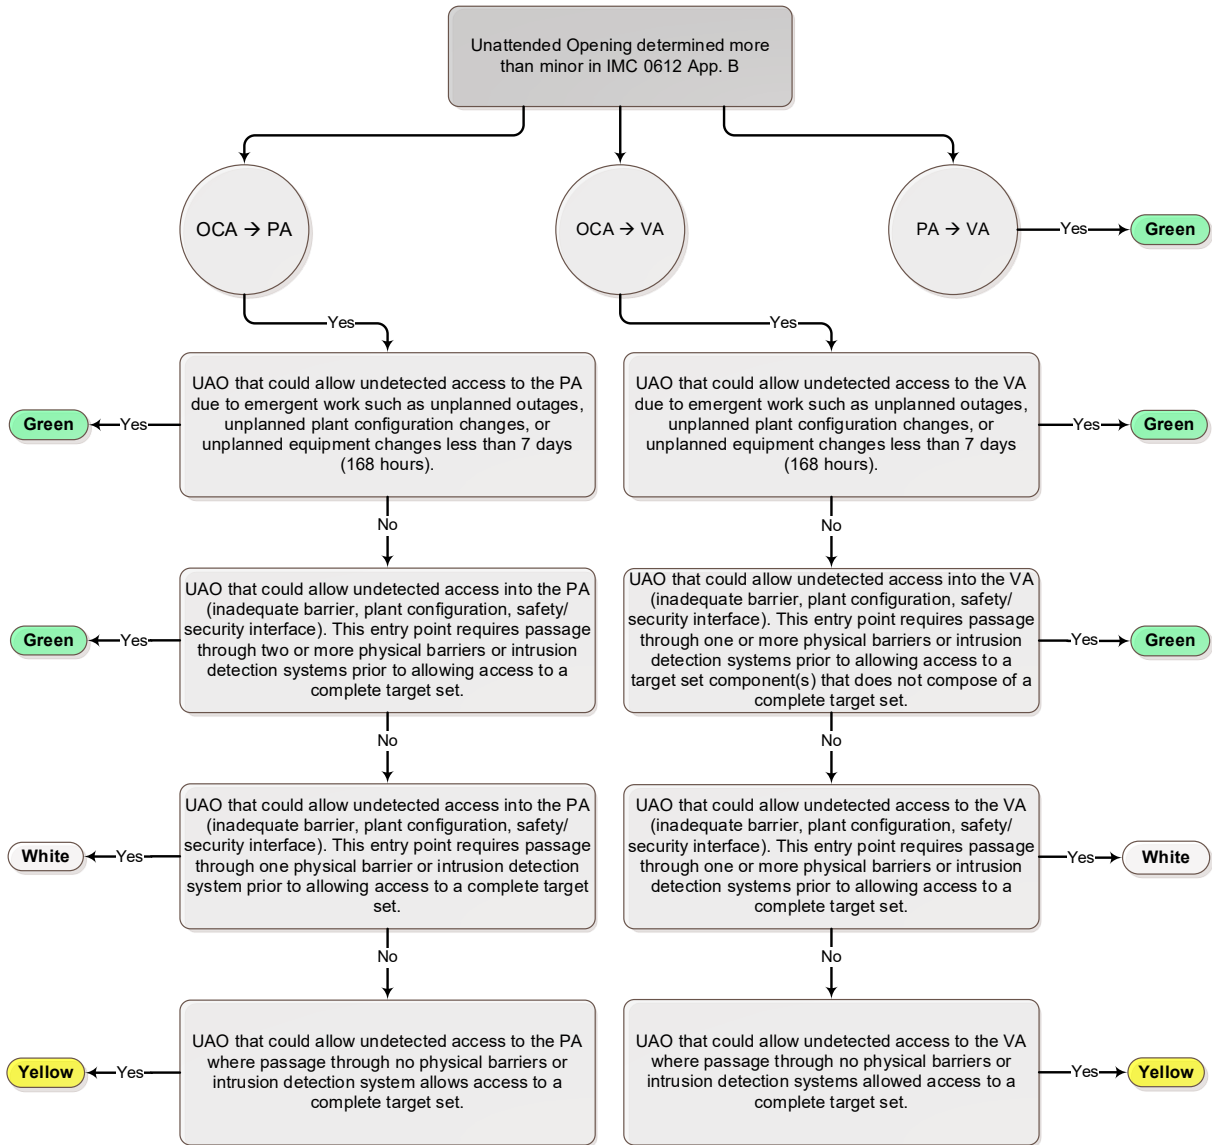 Unattended Opening determined more
than minor in IMC 0612 App. B
OCA → PA
OCA → VA
PA → VA
Yes
Green
Yes
Yes
UAO that could allow undetected access to the PA
due to emergent work such as unplanned outages,
unplanned plant configuration changes, or
unplanned equipment changes less than 7 days
(168 hours).
Yes
Green
UAO that could allow undetected access to the VA
due to emergent work such as unplanned outages,
unplanned plant configuration changes, or
unplanned equipment changes less than 7 days
(168 hours).
Yes
Green
No
No
UAO that could allow undetected access into the PA
(inadequate barrier, plant configuration, safety/
security interface). This entry point requires passage
through two or more physical barriers or intrusion
detection systems prior to allowing access to a
complete target set.
Yes
Green
UAO that could allow undetected access into the VA
(inadequate barrier, plant configuration, safety/
security interface). This entry point requires passage
through one or more physical barriers or intrusion
detection systems prior to allowing access to a
target set component(s) that does not compose of a
complete target set.
Yes
Green
No
No
UAO that could allow undetected access into the PA
(inadequate barrier, plant configuration, safety/
security interface). This entry point requires passage
through one physical barrier or intrusion detection
system prior to allowing access to a complete target
set.
Yes
White
UAO that could allow undetected access to the VA
(inadequate barrier, plant configuration, safety/
security interface). This entry point requires passage
through one or more physical barriers or intrusion
detection systems prior to allowing access to a
complete target set.
Yes
White
No
No
UAO that could allow undetected access to the PA
where passage through no physical barriers or
intrusion detection system allows access to a
complete target set.
Yes
Yellow
UAO that could allow undetected access to the VA
where passage through no physical barriers or
intrusion detection systems allowed access to a
complete target set.
Yes
Yellow